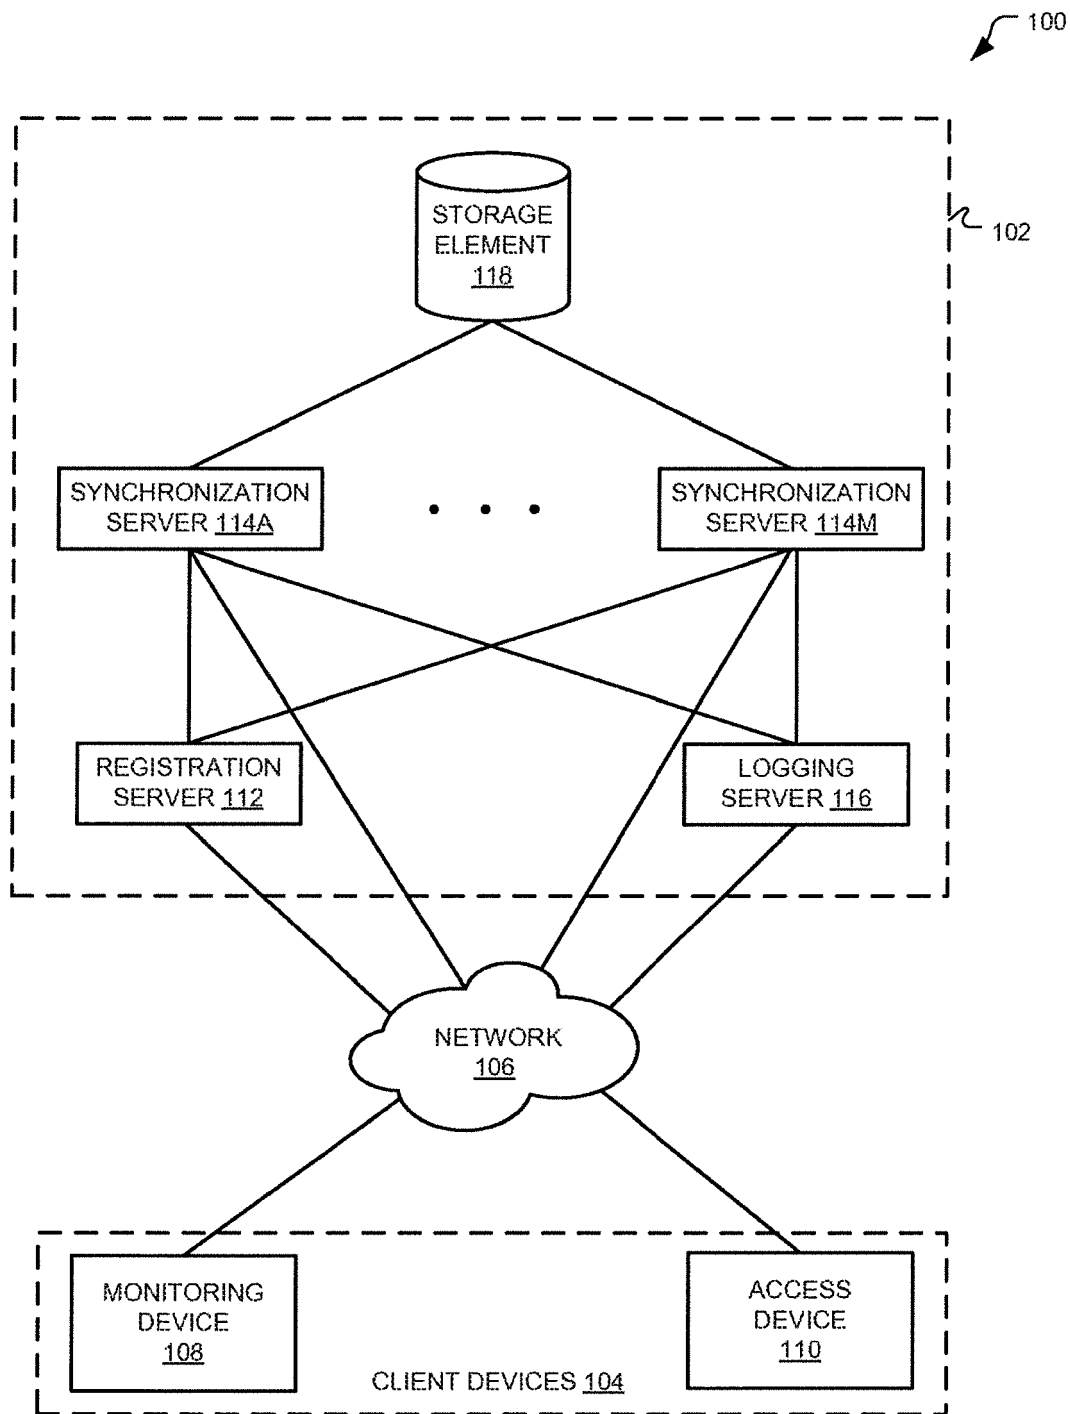 100
102
STORAGE
ELEMENT
118
SYNCHRONIZATION
SERVER 114A
SYNCHRONIZATION
SERVER 114M
REGISTRATION
SERVER 112
LOGGING
SERVER 116
NETWORK
106
MONITORING
DEVICE
108
ACCESS
DEVICE
110
CLIENT DEVICES 104